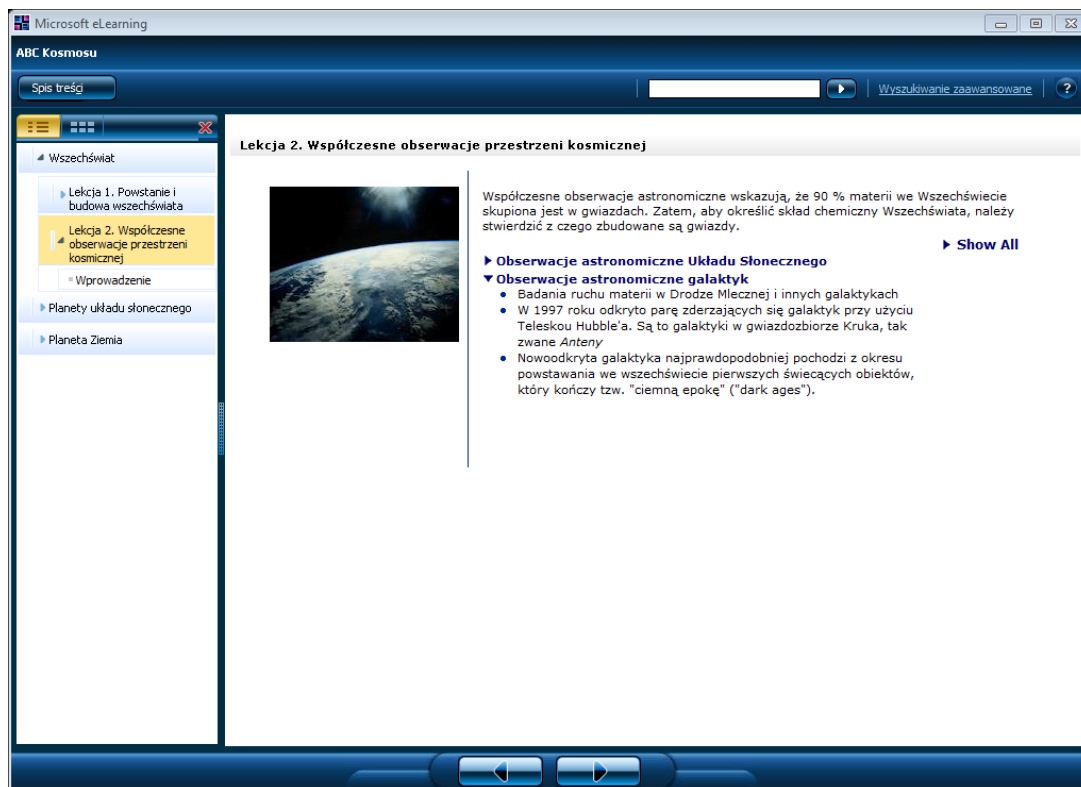 Microsoft eLearning
ABC Kosmosu
Spis treści
Wyszukiwanie zaawansowane
?
Wszechświat
Lekcja 1. Powstanie i
budowa wszechświata
Lekcja 2. Współczesne
obserwacje przestrzeni
kosmicznej
Wprowadzenie
Planety układu słonecznego
Planeta Ziemia
Lekcja 2. Współczesne obserwacje przestrzeni kosmicznej
Współczesne obserwacje astronomiczne wskazują, że 90 % materii we Wszechświecie
skupiona jest w gwiazdach. Zatem, aby określić skład chemiczny Wszechświata, należy
stwierdzić z czego zbudowane są gwiazdy.
Show All
Obserwacje astronomiczne Układu Słonecznego
Obserwacje astronomiczne galaktyk
Badania ruchu materii w Drodze Mlecznej i innych galaktykach
W 1997 roku odkryto parę zderzających się galaktyk przy użyciu
Teleskou Hubble'a. Są to galaktyki w gwiazdozbiorze Kruka, tak
zwane Anteny
Nowoodkryta galaktyka najprawdopodobniej pochodzi z okresu
powstawania we wszechświecie pierwszych świecących obiektów,
który kończy tzw. "ciemną epokę" ("dark ages").